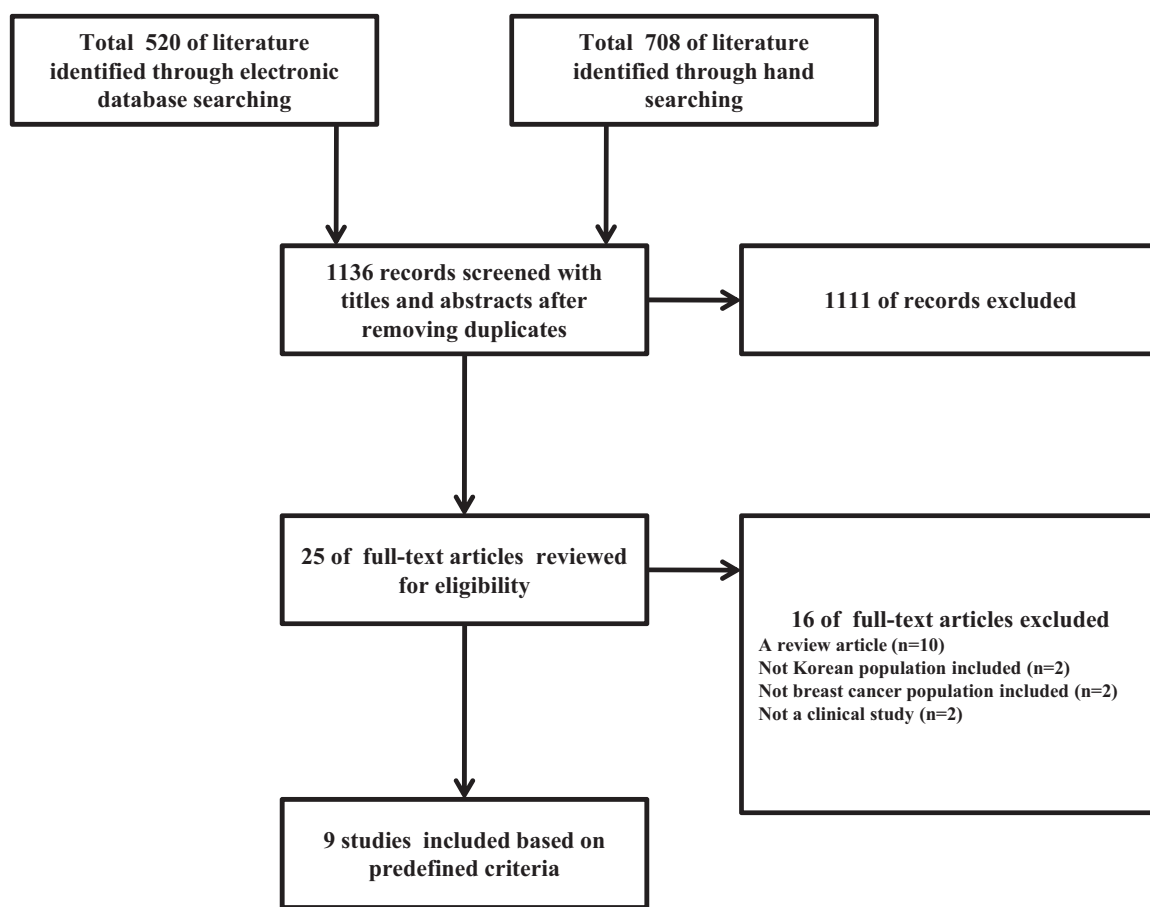 Total 520 of literature
identified through electronic
database searching
Total 708 of literature
identified through hand
searching
1136 records screened with
titles and abstracts after
removing duplicates
1111 of records excluded
25 of full-text articles reviewed
for eligibility
16 of full-text articles excluded
A review article (n=10)
Not Korean population included (n=2)
Not breast cancer population included (n=2)
Not a clinical study (n=2)
9 studies included based on
predefined criteria